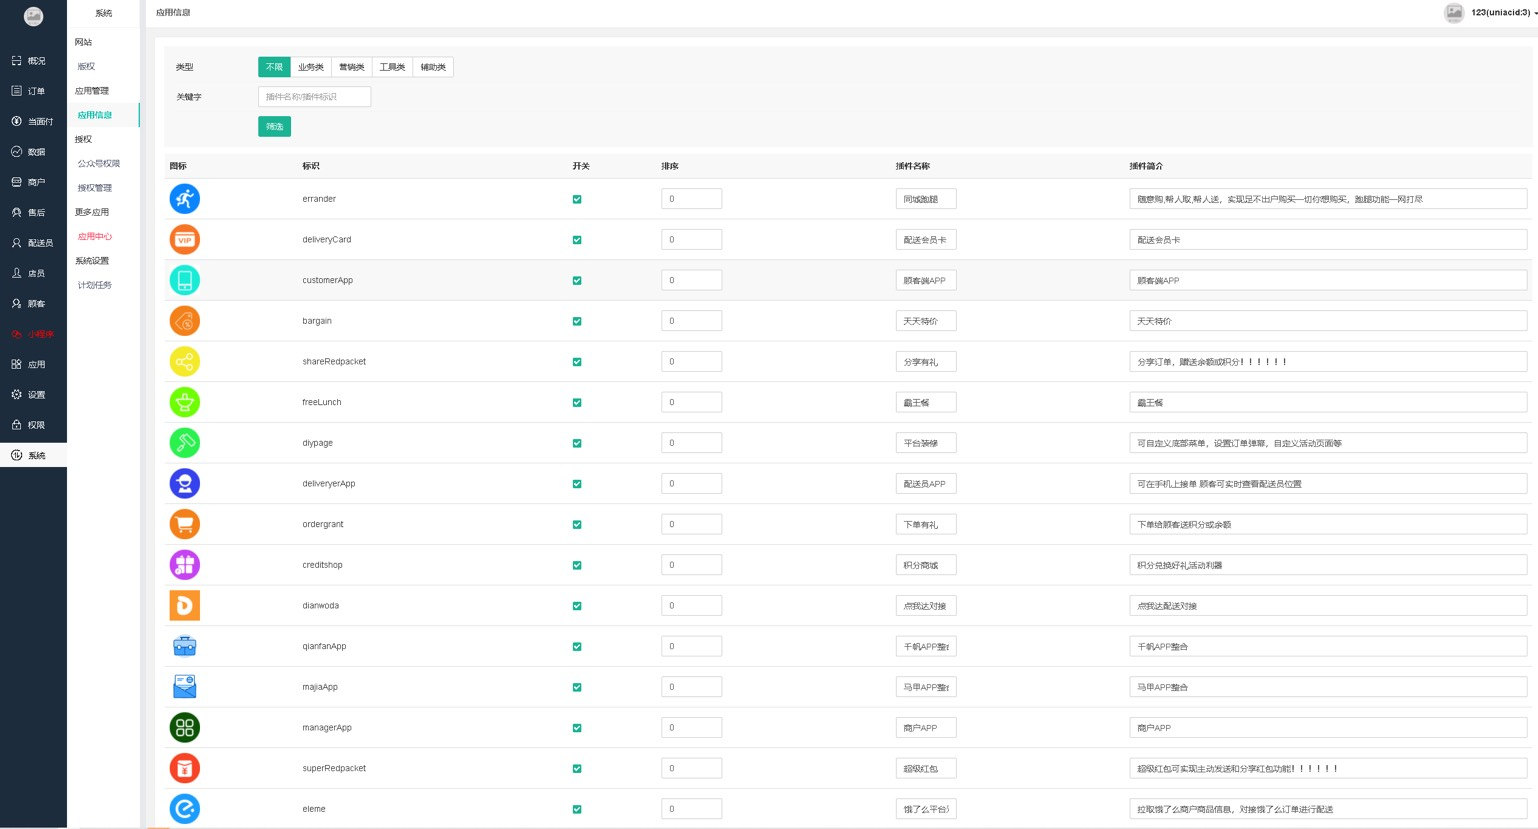 系统
应用信息
123(uniacid:3)
概况
订单
当面付
数据
商户
售后
配送员
店员
顾客
小程序
应用
设置
权限
系统
网站
版权
应用管理
应用信息
授权
公众号权限
授权管理
更多应用
应用中心
系统设置
计划任务
类型 不限 业务类 营销类 工具类 辅助类
关键字 插件名称/插件标识
筛选
图标 标识 开关 排序 插件名称 插件简介
errander 0 同城跑腿 随意购,帮人取,帮人送，实现足不出户购买一切你想购买，跑腿功能一网打尽
VIP deliveryCard 0 配送会员卡 配送会员卡
customerApp 0 顾客端APP 顾客端APP
bargain 0 天天特价 天天特价
shareRedpacket 0 分享有礼 分享订单，赠送余额或积分！！！！！！
freeLunch 0 霸王餐 霸王餐
diypage 0 平台装修 可自定义底部菜单，设置订单弹幕，自定义活动页面等
deliveryerApp 0 配送员APP 可在手机上接单 顾客可实时查看配送员位置
ordergrant 0 下单有礼 下单给顾客送积分或余额
creditshop 0 积分商城 积分兑换好礼活动利器
dianwoda 0 点我达对接 点我达配送对接
qianfanApp 0 千帆APP整合 千帆APP整合
majiaApp 0 马甲APP整合 马甲APP整合
managerApp 0 商户APP 商户APP
superRedpacket 0 超级红包 超级红包可实现主动发送和分享红包功能！！！！！！
eleme 0 饿了么平台 拉取饿了么商户商品信息，对接饿了么订单进行配送